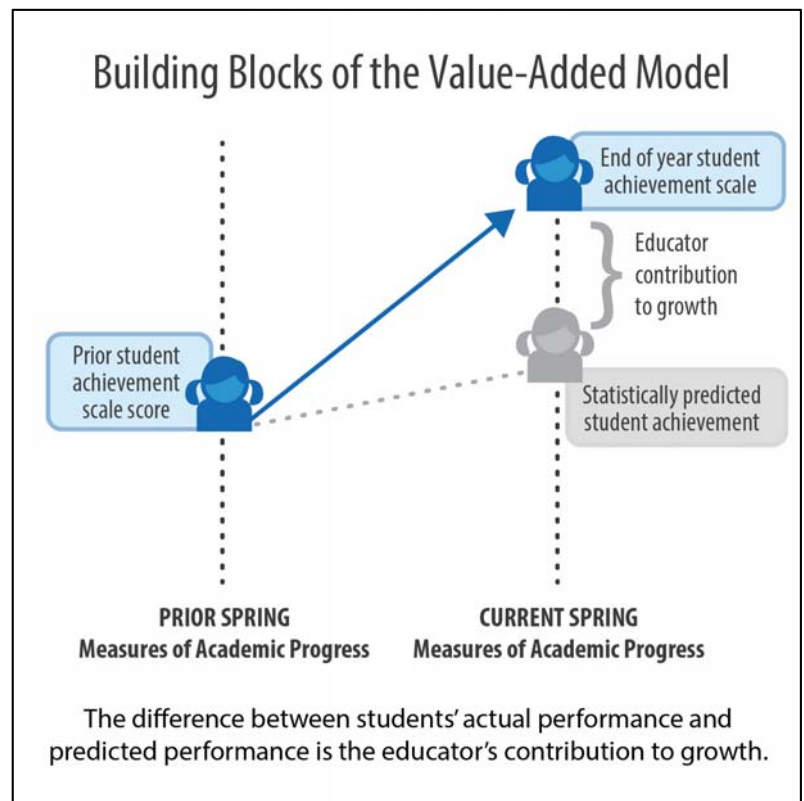 Building Blocks of the Value-Added Model
End of year student
achievement scale
Educator
contribution
to growth
Prior student
achievement
scale score
Statistically predicted
student achievement
PRIOR SPRING
Measures of Academic Progress
CURRENT SPRING
Measures of Academic Progress
The difference between students' actual performance and
predicted performance is the educator's contribution to growth.